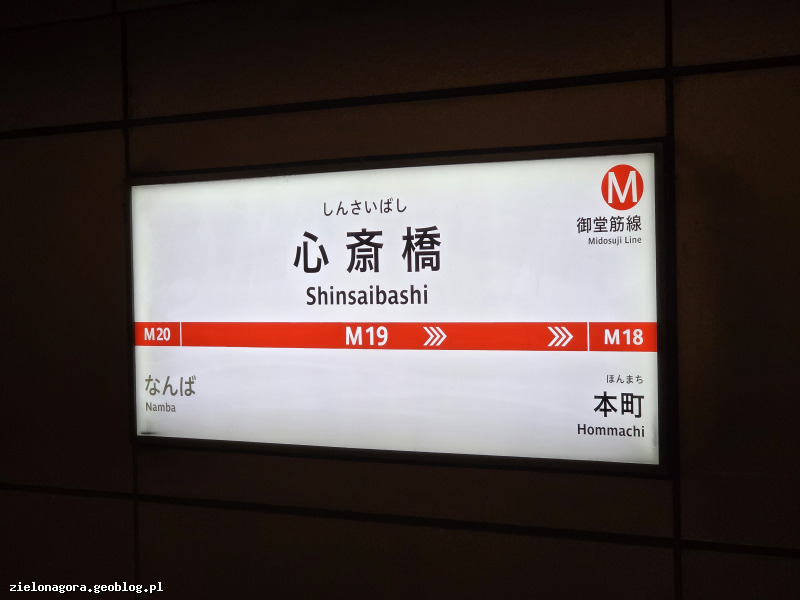 M
御堂筋線
Midosuji Line
しんさいばし
心斎橋
Shinsaibashi
M20 M19 M18
なんば
Namba
ほんまち
本町
Hommachi
zielonagora.geoblog.pl